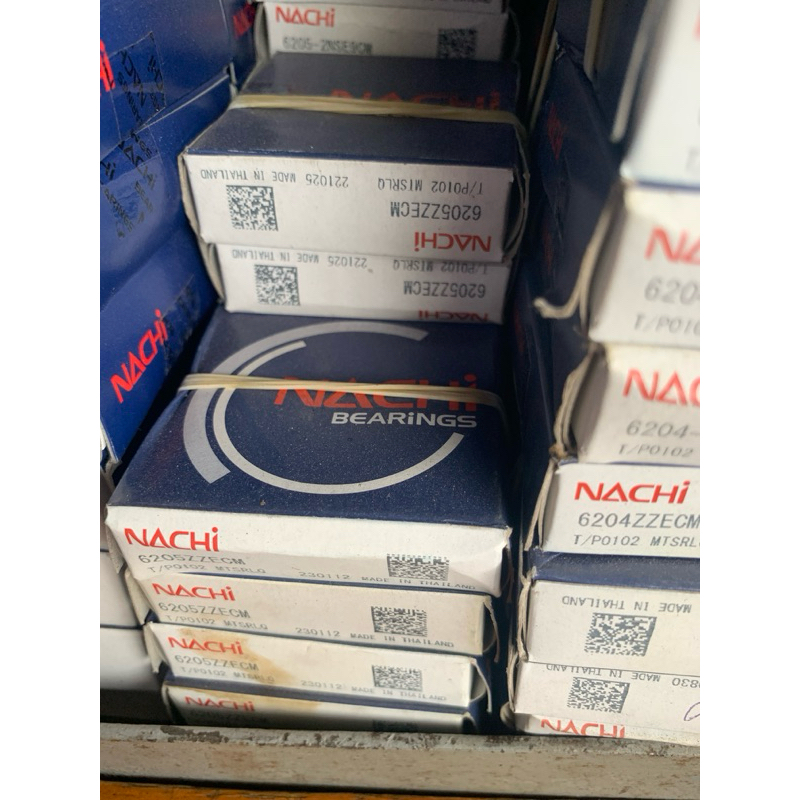 NACHi
6205-2NSE9CM
NACHi
6205ZZECM
T/P0102 MTSRLQ 221025 MADE IN THAILAND
NACHi
6205ZZECM
T/P0102 MTSRLQ 221025 MADE IN THAILAND
NACHi
NACHi
BEARiNGS
NACHi
6205ZZECM
T/P0102 MTSRLQ 230112 MADE IN THAILAND
NACHi
6205ZZECM
T/P0102 MTSRLQ 230112 MADE IN THAILAND
NACHi
6205ZZECM
T/P0102 MTSRLQ 230112 MADE IN THAILAND
NACHi
NACHi
NACHi
6204ZZECM
T/P0102 MTSRL
6204-
T/P0102
MADE IN THAILAND
0830 MADE IN THAILAND
NACHI